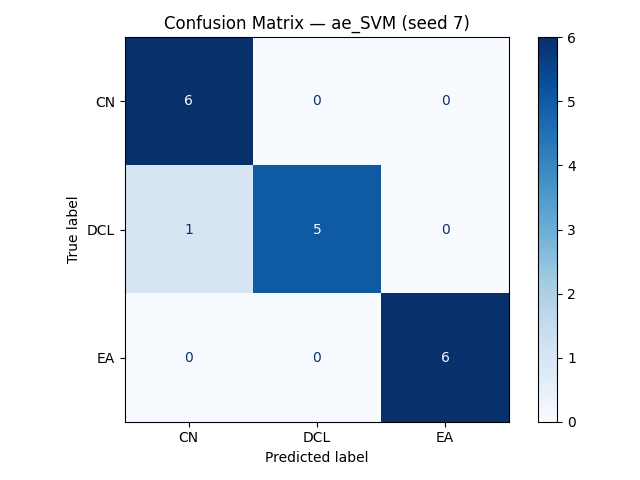 Confusion Matrix — ae_SVM (seed 7)
True label
CN 6 0 0
DCL 1 5 0
EA 0 0 6
CN DCL EA
Predicted label
6
5
4
3
2
1
0